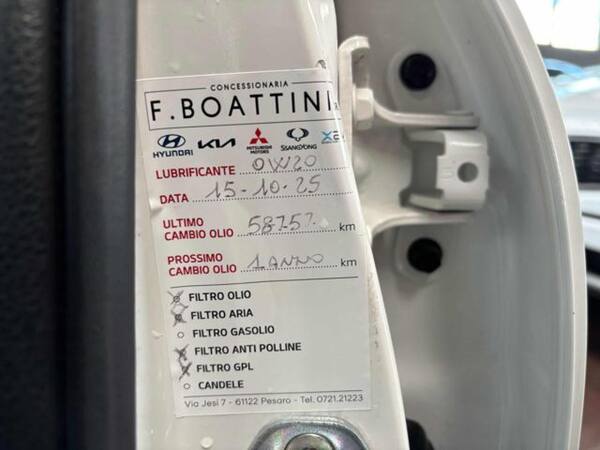 CONCESSIONARIA
F.BOATTINI
HYUNDAI KIA MITSUBISHI MOTORS SSANGYONG
LUBRIFICANTE 0W20
DATA 15-10-25
ULTIMO
CAMBIO OLIO 58757 km
PROSSIMO
CAMBIO OLIO 1 ANNO km
FILTRO OLIO
FILTRO ARIA
FILTRO GASOLIO
FILTRO ANTI POLLINE
FILTRO GPL
CANDELE
Via Jesi 7 - 61122 Pesaro - Tel. 0721.21223